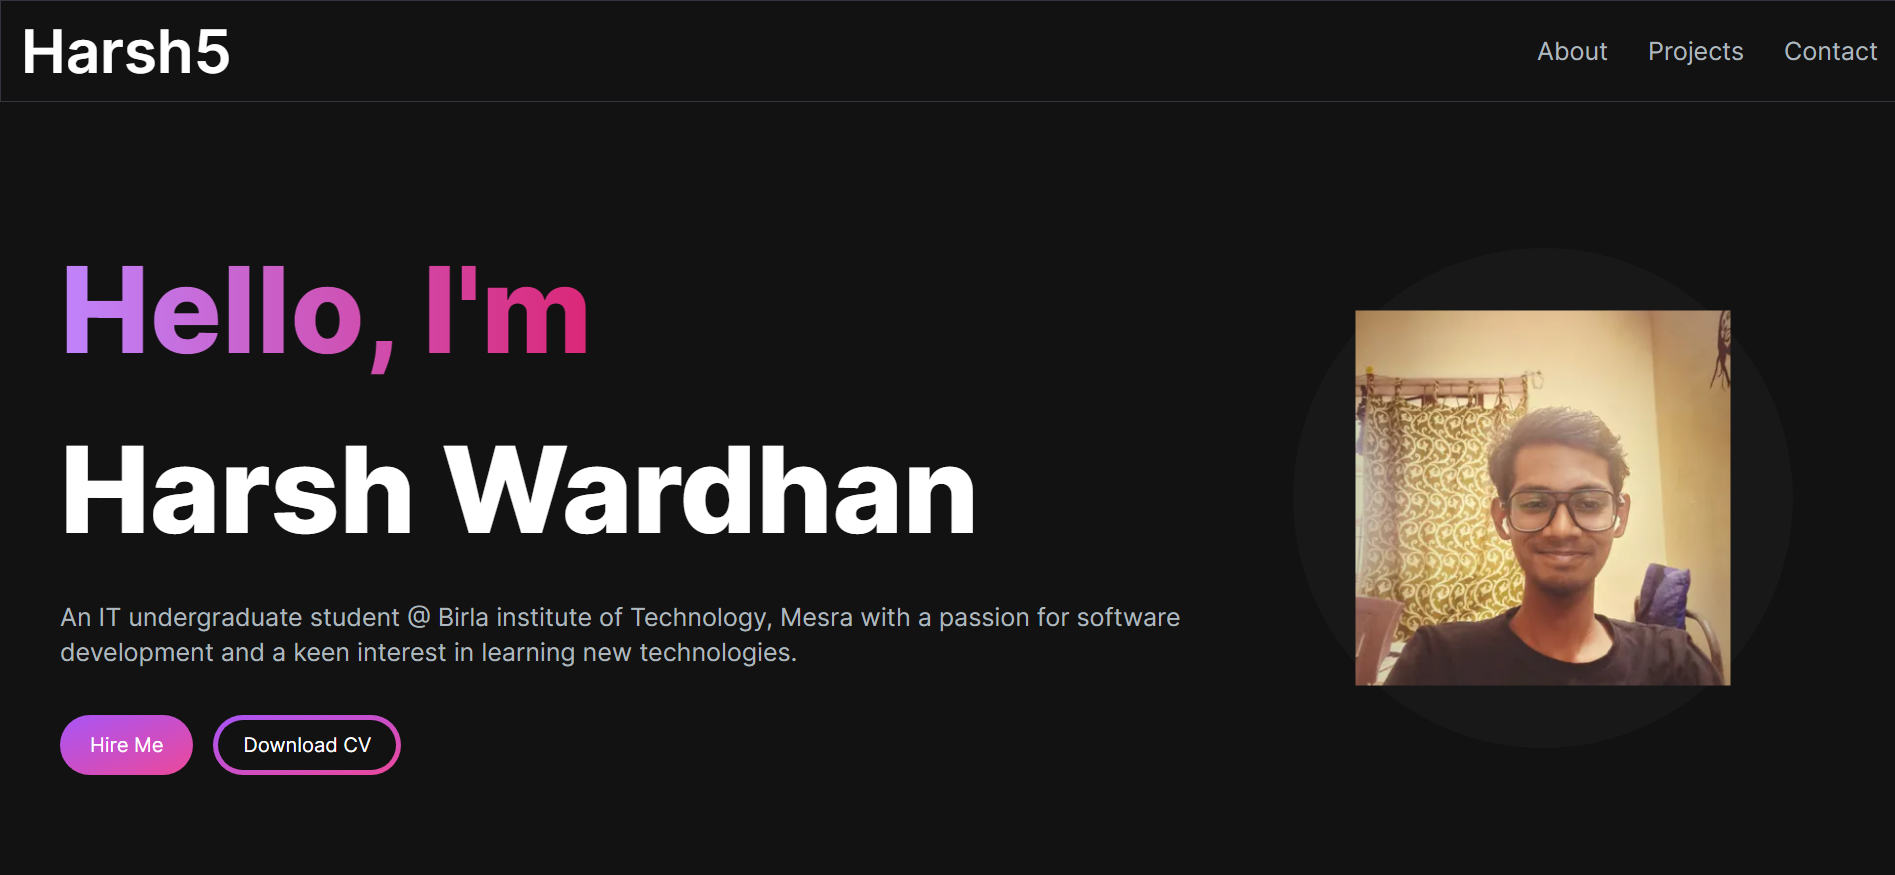 Harsh5
About Projects Contact
Hello, I'm
Harsh Wardhan
An IT undergraduate student @ Birla institute of Technology, Mesra with a passion for software
development and a keen interest in learning new technologies.
Hire Me Download CV